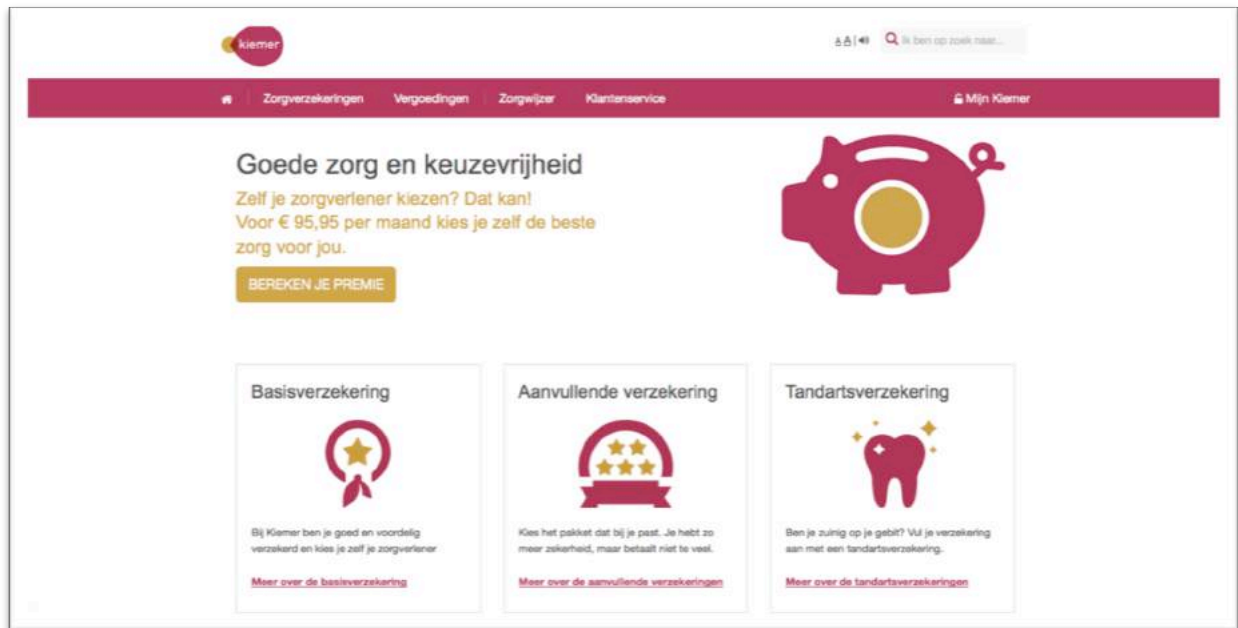 kiemer
A A
Ik ben op zoek naar...
Zorgverzekeringen Vergoedingen Zorgwijzer Klantenservice Mijn Kiemer
Goede zorg en keuzevrijheid
Zelf je zorgverlener kiezen? Dat kan!
Voor € 95,95 per maand kies je zelf de beste
zorg voor jou.
BEREKEN JE PREMIE
Basisverzekering
Bij Kiemer ben je goed en voordelig
verzekerd en kies je zelf je zorgverlener
Meer over de basisverzekering
Aanvullende verzekering
Kies het pakket dat bij je past. Je hebt zo
meer zekerheid, maar betaalt niet te veel.
Meer over de aanvullende verzekeringen
Tandartsverzekering
Ben je zuinig op je gebit? Vul je verzekering
aan met een tandartsverzekering.
Meer over de tandartsverzekeringen